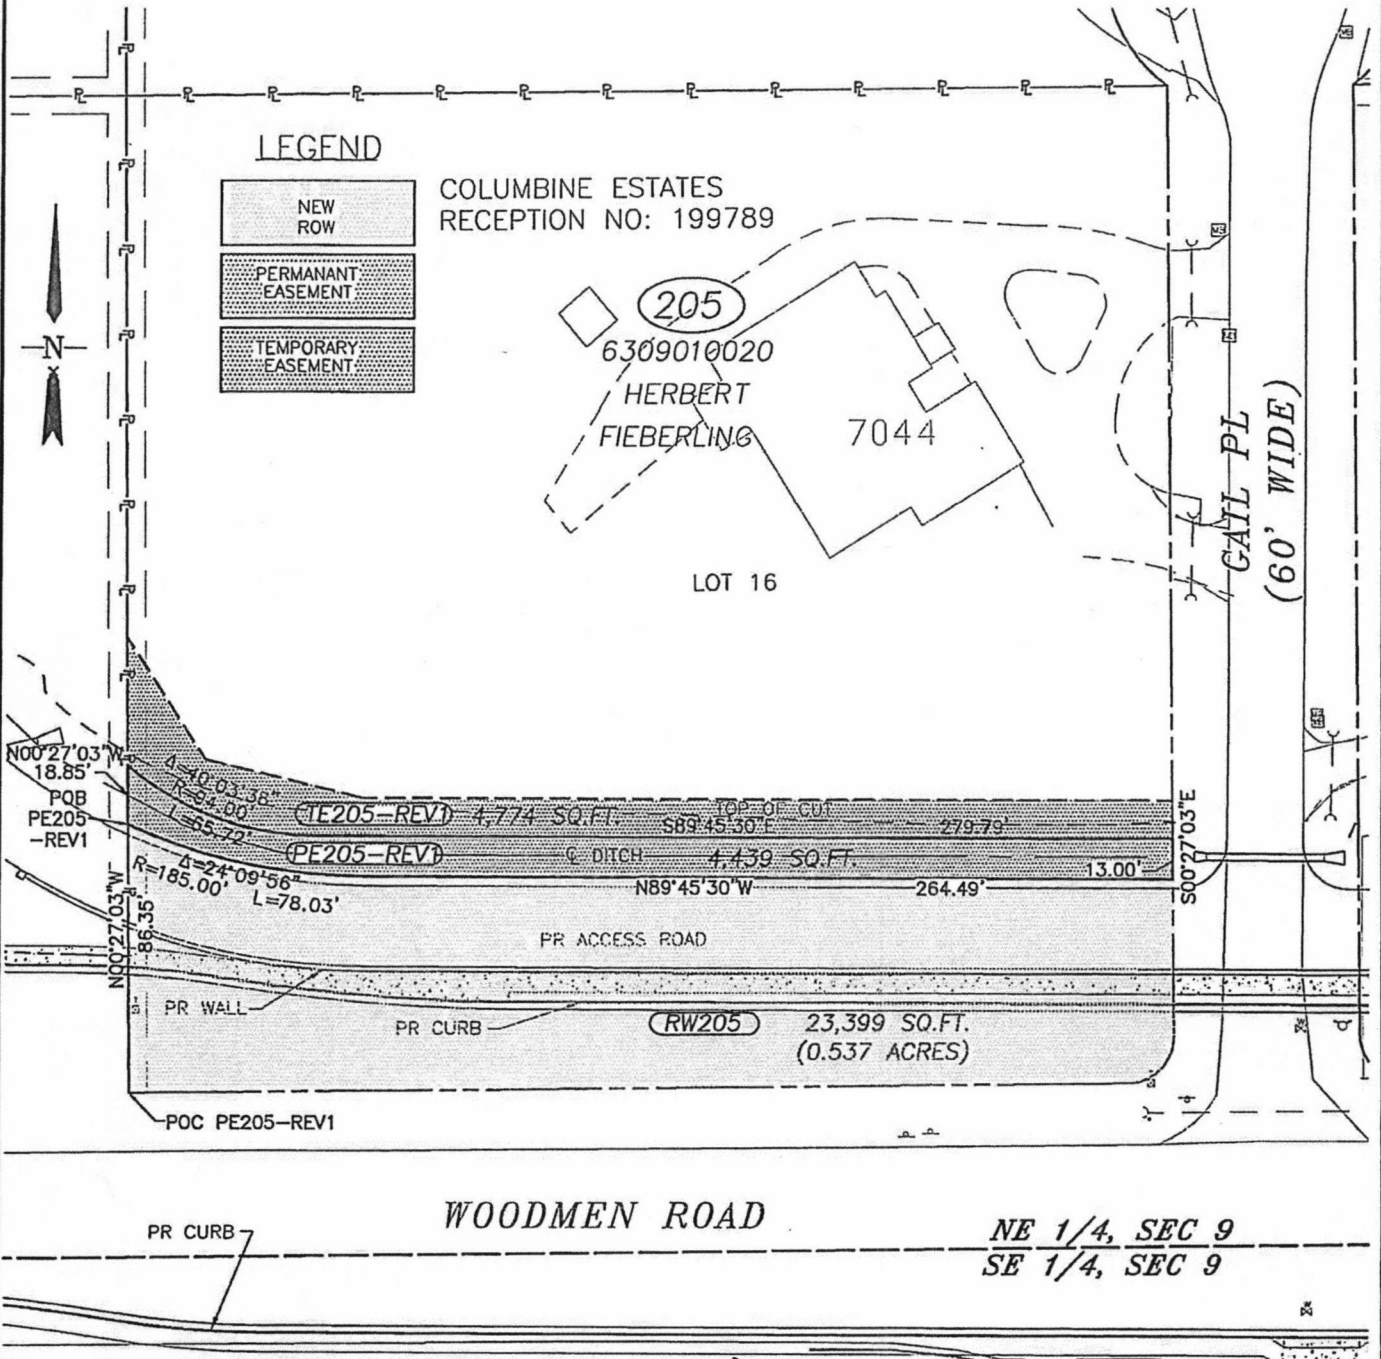 LEGEND
NEW
ROW
PERMANANT
EASEMENT
TEMPORARY
EASEMENT
COLUMBINE ESTATES
RECEPTION NO: 199789
N
205
6309010020
HERBERT
FIEBERLING
7044
LOT 16
GAIL PL
(60' WIDE)
N00°27'03"W
18.85'
POB
PE205
-REV1
Δ=40°03'38"
R=94.00'
L=65.72'
TE205-REV1 4,774 SQ.FT.
TOP OF CUT
S89°45'30"E 279.79'
PE205-REV1 ℄ DITCH 4,439 SQ.FT.
13.00'
S00°27'03"E
Δ=24°09'56"
R=185.00'
L=78.03'
N89°45'30"W 264.49'
N00°27'03"W
86.35'
PR ACCESS ROAD
PR WALL
PR CURB
RW205 23,399 SQ.FT.
(0.537 ACRES)
POC PE205-REV1
WOODMEN ROAD
PR CURB
NE 1/4, SEC 9
SE 1/4, SEC 9